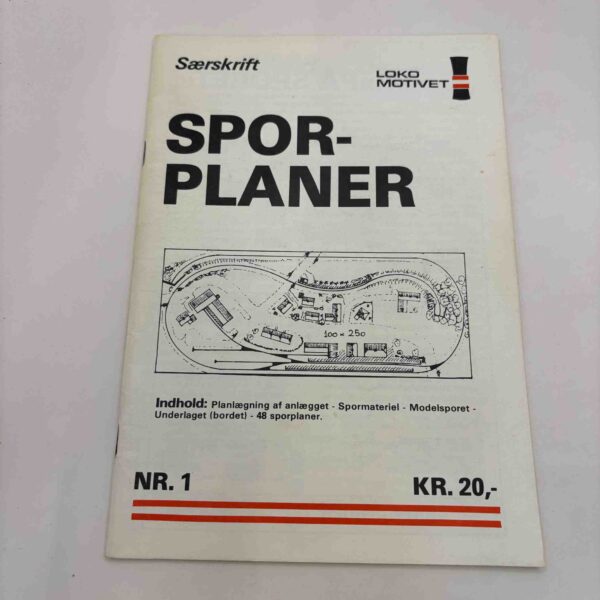 Særskrift
LOKO
MOTIVET
SPOR-
PLANER
100 x 250
Indhold: Planlægning af anlægget - Spormateriel - Modelsporet -
Underlaget (bordet) - 48 sporplaner.
NR. 1
KR. 20,-